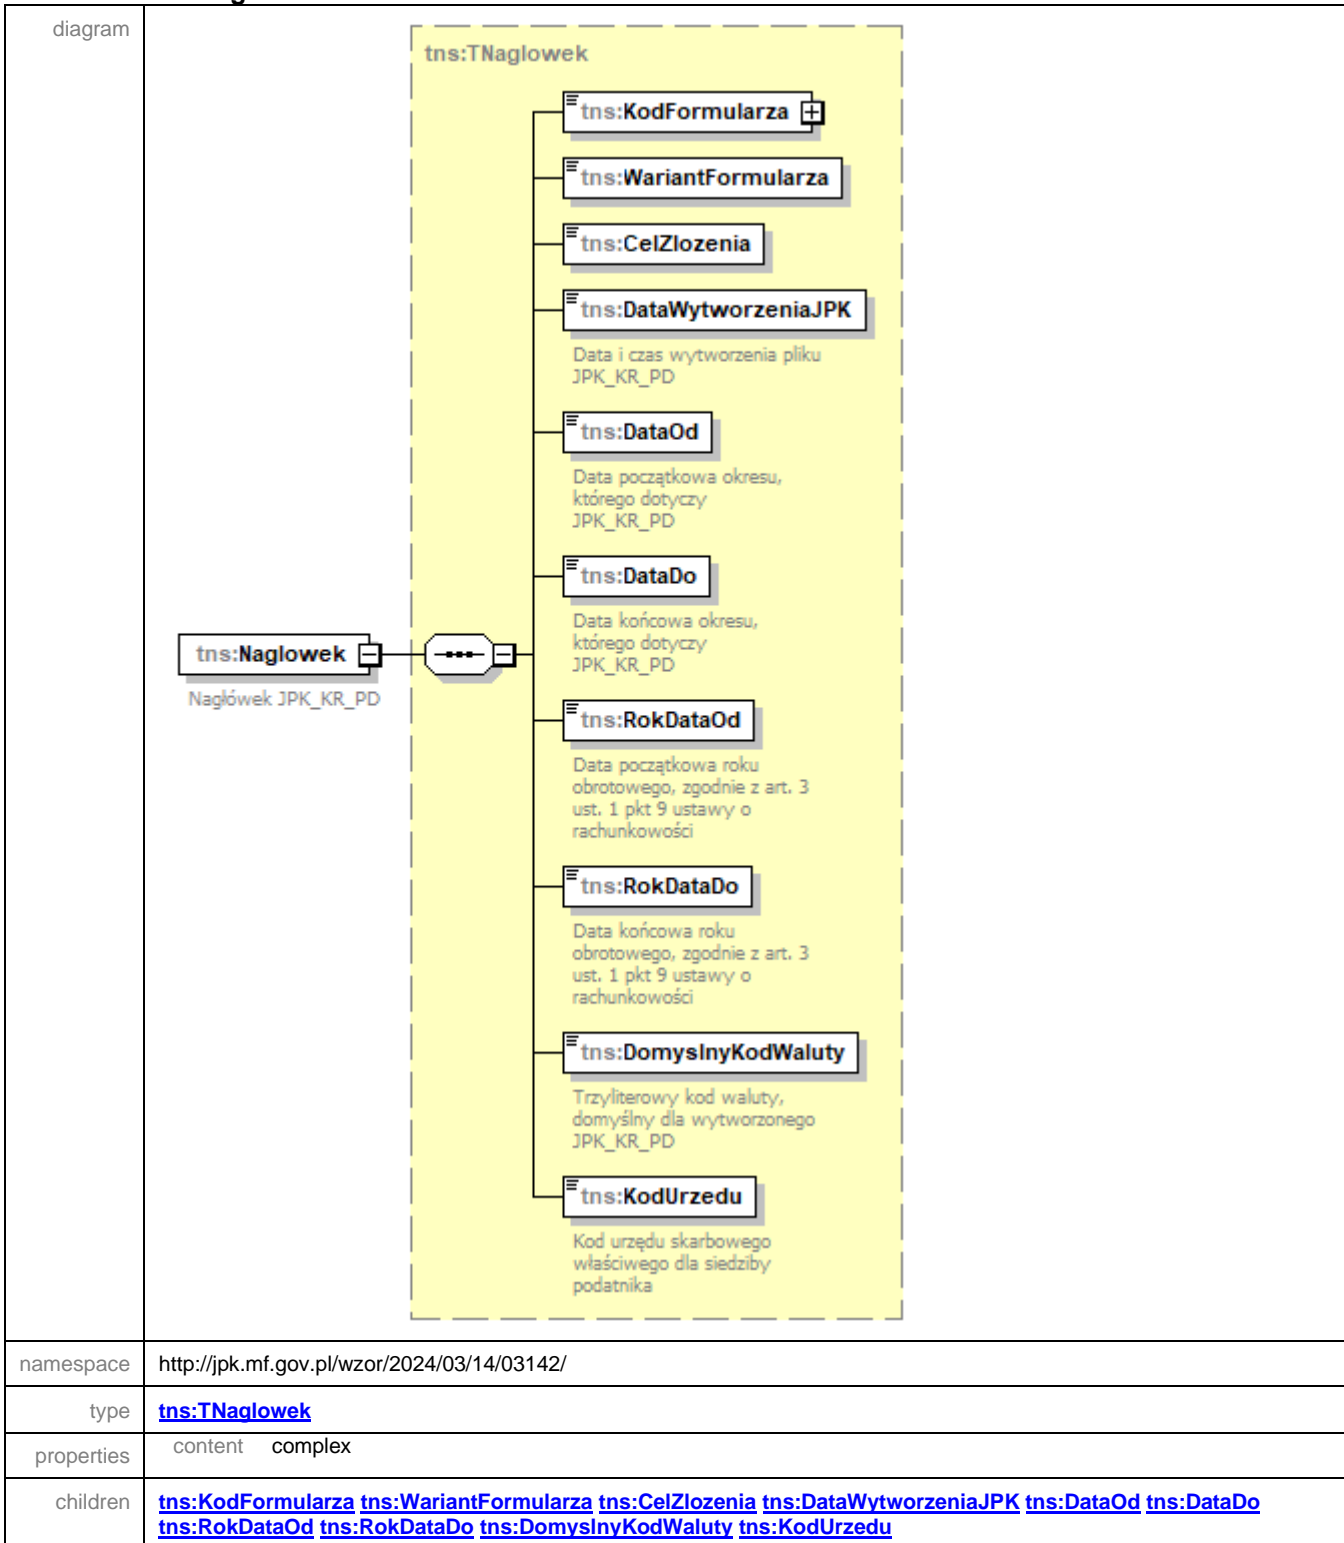 diagram
tns:TNaglowek
tns:KodFormularza
tns:WariantFormularza
tns:CelZlozenia
tns:DataWytworzeniaJPK
Data i czas wytworzenia pliku
JPK_KR_PD
tns:DataOd
Data początkowa okresu,
którego dotyczy
JPK_KR_PD
tns:DataDo
Data końcowa okresu,
którego dotyczy
JPK_KR_PD
tns:Naglowek
Nagłówek JPK_KR_PD
tns:RokDataOd
Data początkowa roku
obrotowego, zgodnie z art. 3
ust. 1 pkt 9 ustawy o
rachunkowości
tns:RokDataDo
Data końcowa roku
obrotowego, zgodnie z art. 3
ust. 1 pkt 9 ustawy o
rachunkowości
tns:DomyslnyKodWaluty
Trzyliterowy kod waluty,
domyślny dla wytworzonego
JPK_KR_PD
tns:KodUrzedu
Kod urzędu skarbowego
właściwego dla siedziby
podatnika
namespace http://jpk.mf.gov.pl/wzor/2024/03/14/03142/
type tns:TNaglowek
properties content complex
children tns:KodFormularza tns:WariantFormularza tns:CelZlozenia tns:DataWytworzeniaJPK tns:DataOd tns:DataDo
tns:RokDataOd tns:RokDataDo tns:DomyslnyKodWaluty tns:KodUrzedu